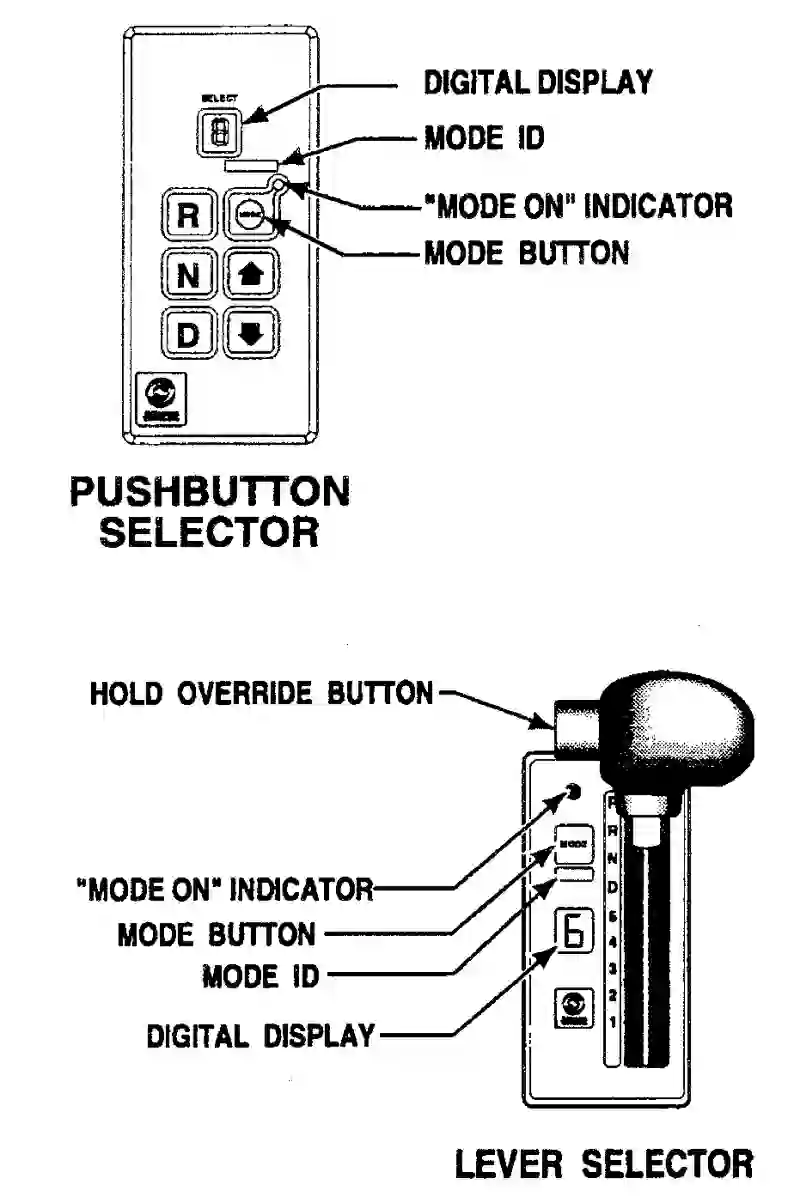 SELECT
8
DIGITAL DISPLAY
MODE ID
"MODE ON" INDICATOR
MODE BUTTON
R
MODE
N
D
PUSHBUTTON
SELECTOR
HOLD OVERRIDE BUTTON
R
MODE
N
D
5
4
3
2
1
6
"MODE ON" INDICATOR
MODE BUTTON
MODE ID
DIGITAL DISPLAY
LEVER SELECTOR